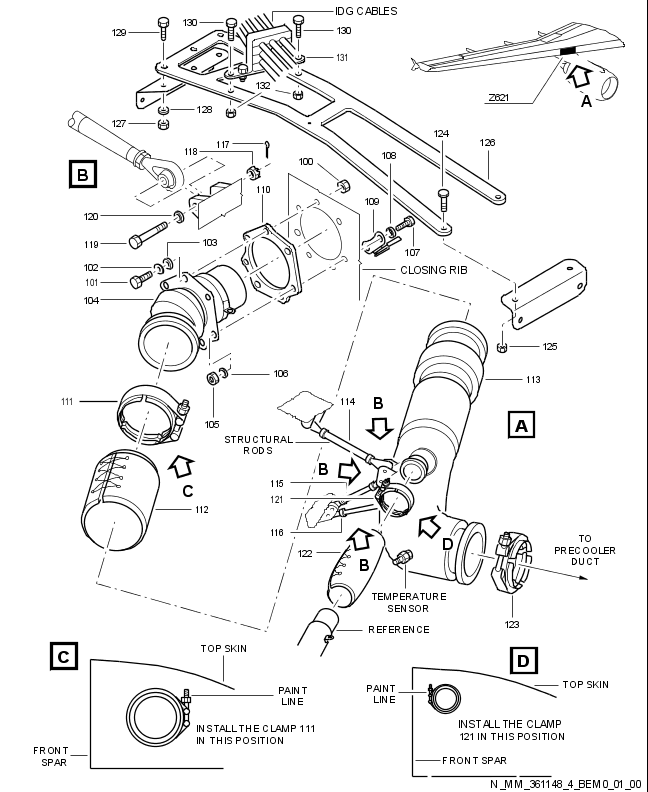 IDG CABLES
129
130
130
131
132
128
127
Z621
A
124
126
B
117
118
100
108
110
109
107
120
119
103
102
101
104
CLOSING RIB
125
113
106
105
111
114
B
A
STRUCTURAL
RODS
B
C
115
121
112
116
D
122
B
TO
PRECOOLER
DUCT
TEMPERATURE
SENSOR
123
REFERENCE
C
TOP SKIN
PAINT
LINE
INSTALL THE CLAMP 111
IN THIS POSITION
FRONT
SPAR
D
TOP SKIN
PAINT
LINE
INSTALL THE CLAMP
121 IN THIS POSITION
FRONT SPAR
N_MM_361148_4_BEM0_01_00